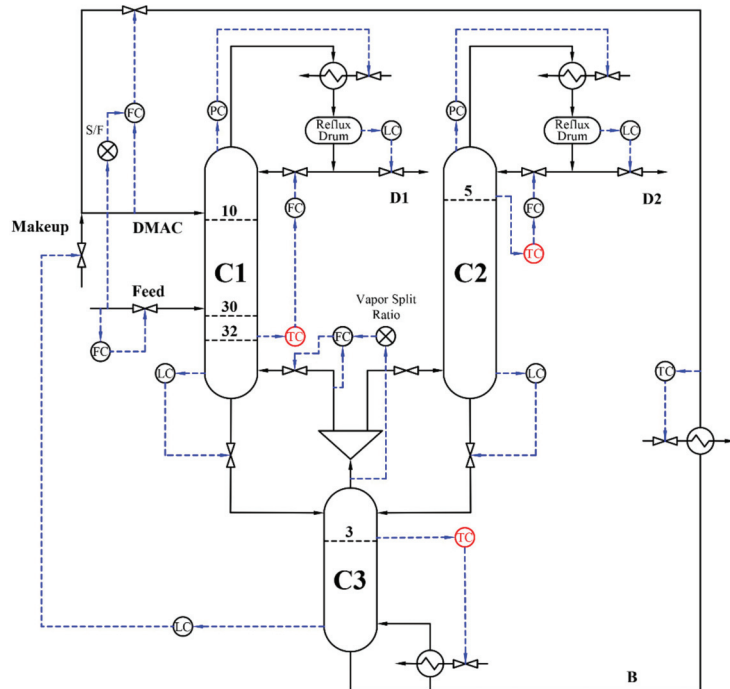 FC
S/F
PC
Reflux
Drum
LC
D1
FC
10
Makeup
DMAC
C1
Feed
30
32
TC
FC
LC
Vapor Split
Ratio
FC
PC
Reflux
Drum
LC
D2
5
FC
TC
C2
LC
TC
3
TC
C3
LC
B